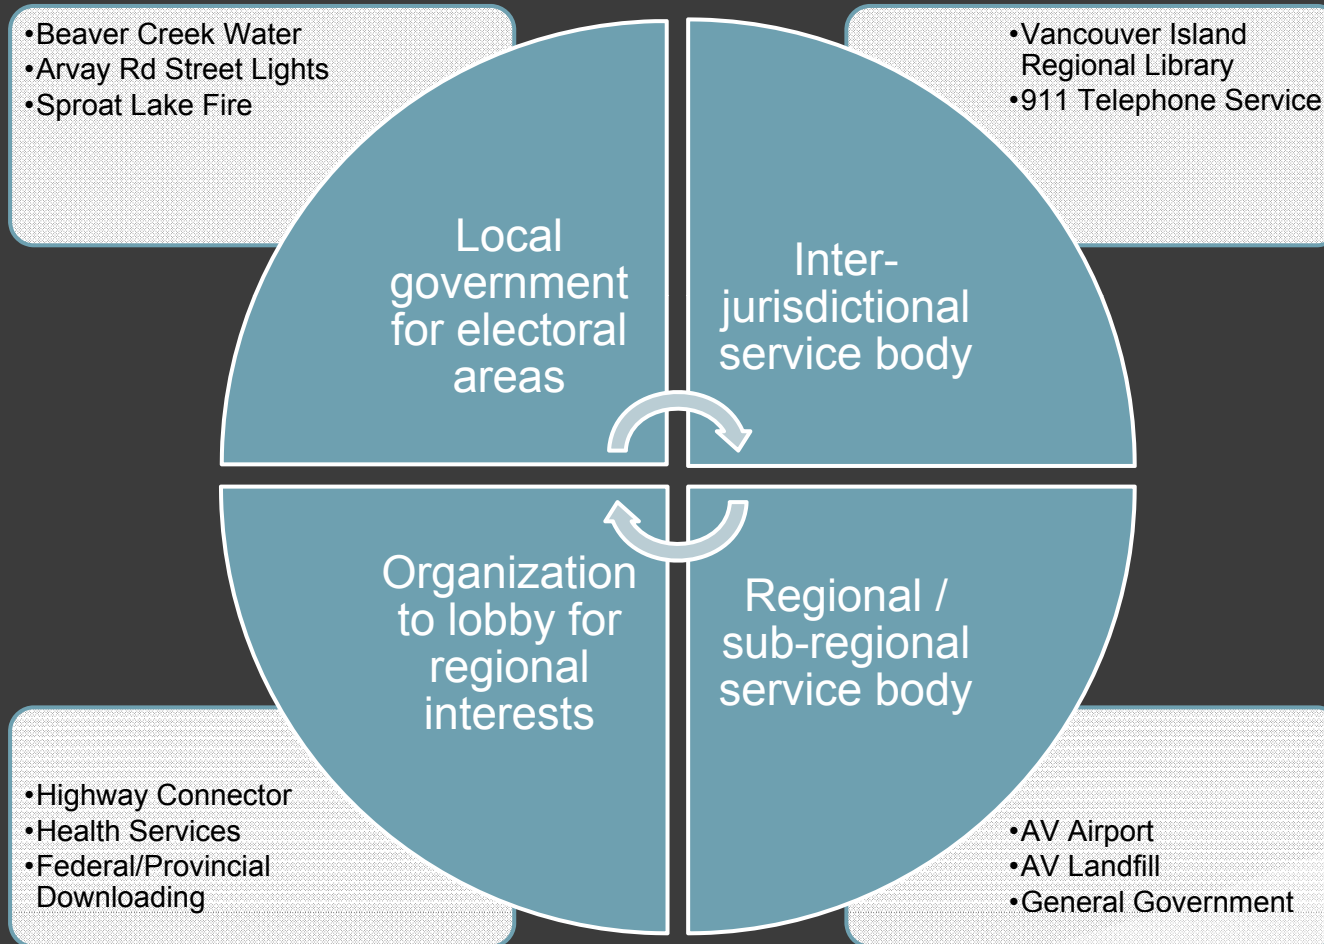 •Beaver Creek Water
•Arvay Rd Street Lights
•Sproat Lake Fire
•Vancouver Island
Regional Library
•911 Telephone Service
Local
government
for electoral
areas
Inter-
jurisdictional
service body
Organization
to lobby for
regional
interests
Regional /
sub-regional
service body
•Highway Connector
•Health Services
•Federal/Provincial
Downloading
•AV Airport
•AV Landfill
•General Government